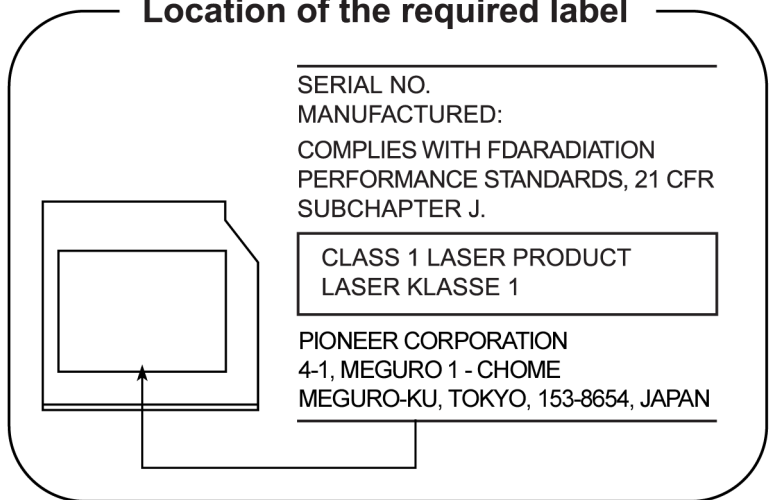 Location of the required label
SERIAL NO.
MANUFACTURED:
COMPLIES WITH FDARADIATION
PERFORMANCE STANDARDS, 21 CFR
SUBCHAPTER J.
CLASS 1 LASER PRODUCT
LASER KLASSE 1
PIONEER CORPORATION
4-1, MEGURO 1 - CHOME
MEGURO-KU, TOKYO, 153-8654, JAPAN